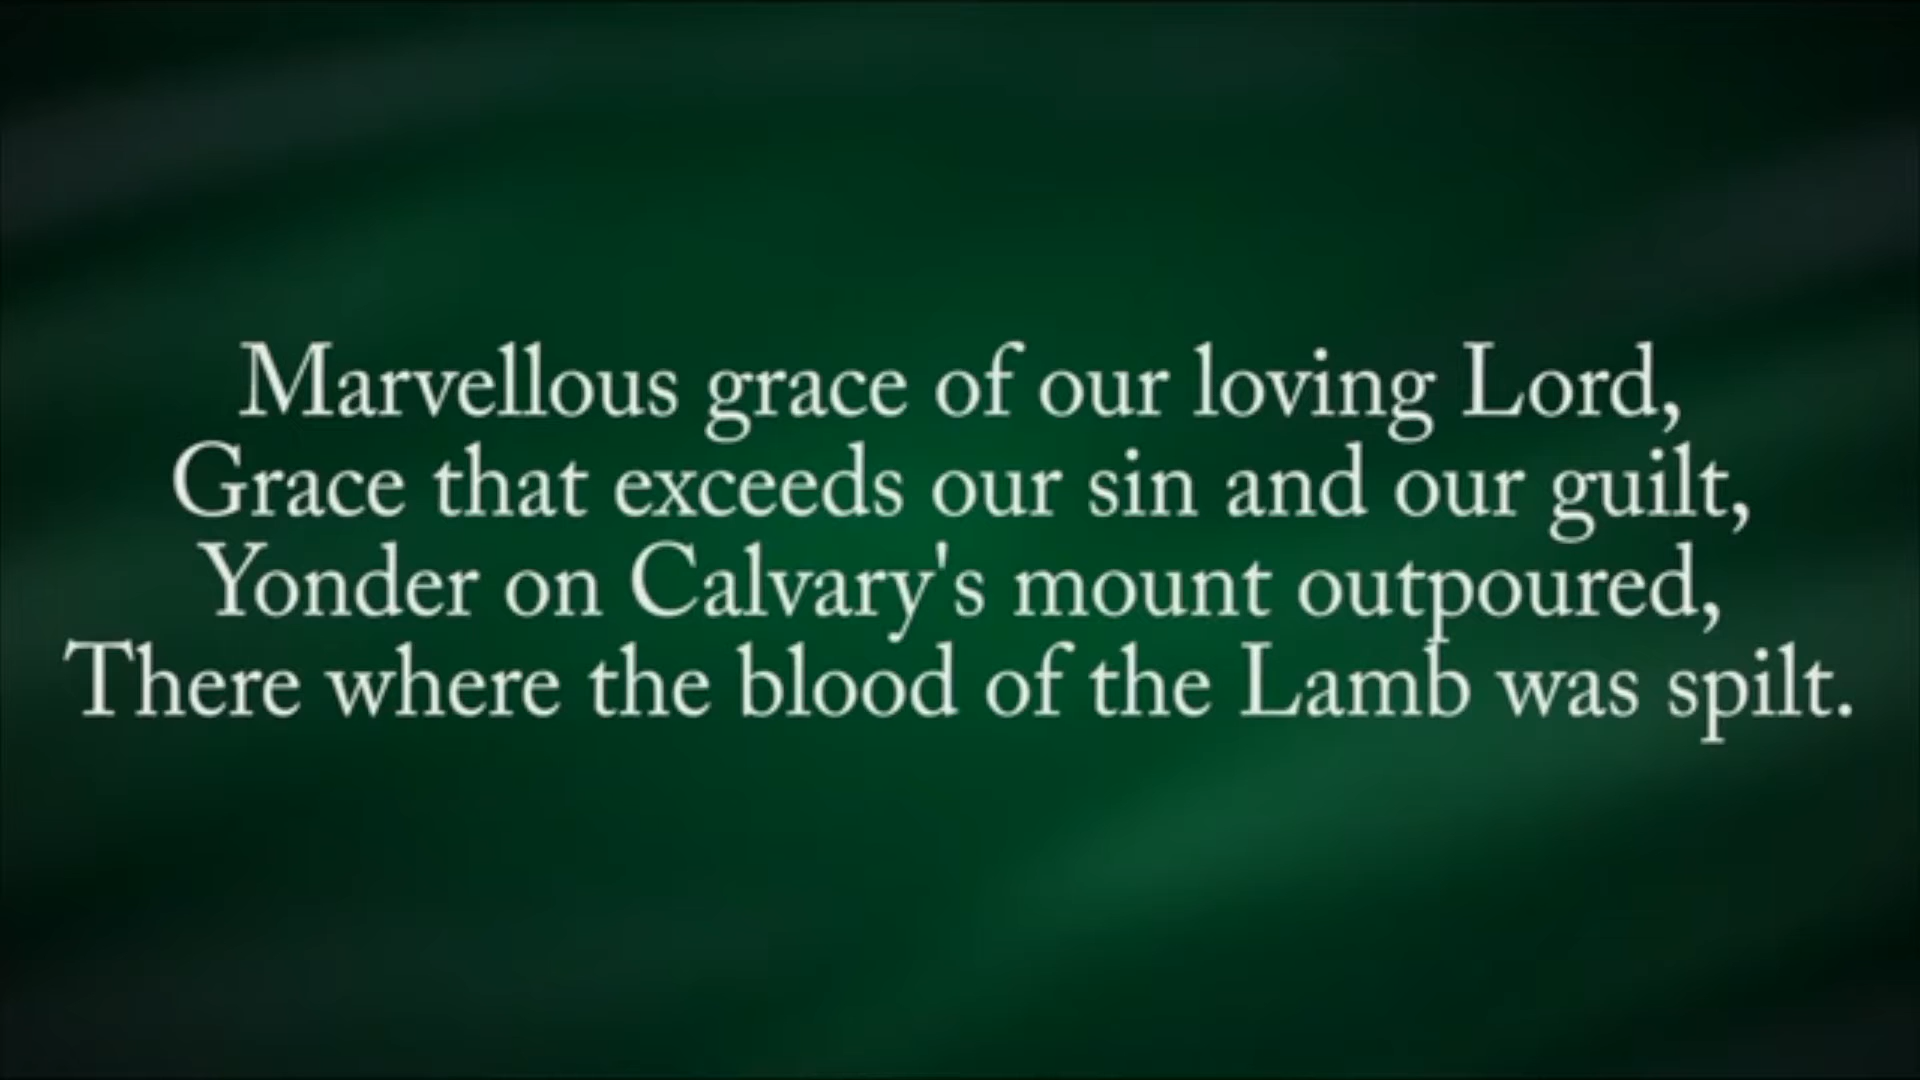 Marvellous grace of our loving Lord,
Grace that exceeds our sin and our guilt,
Yonder on Calvary's mount outpoured,
There where the blood of the Lamb was spilt.